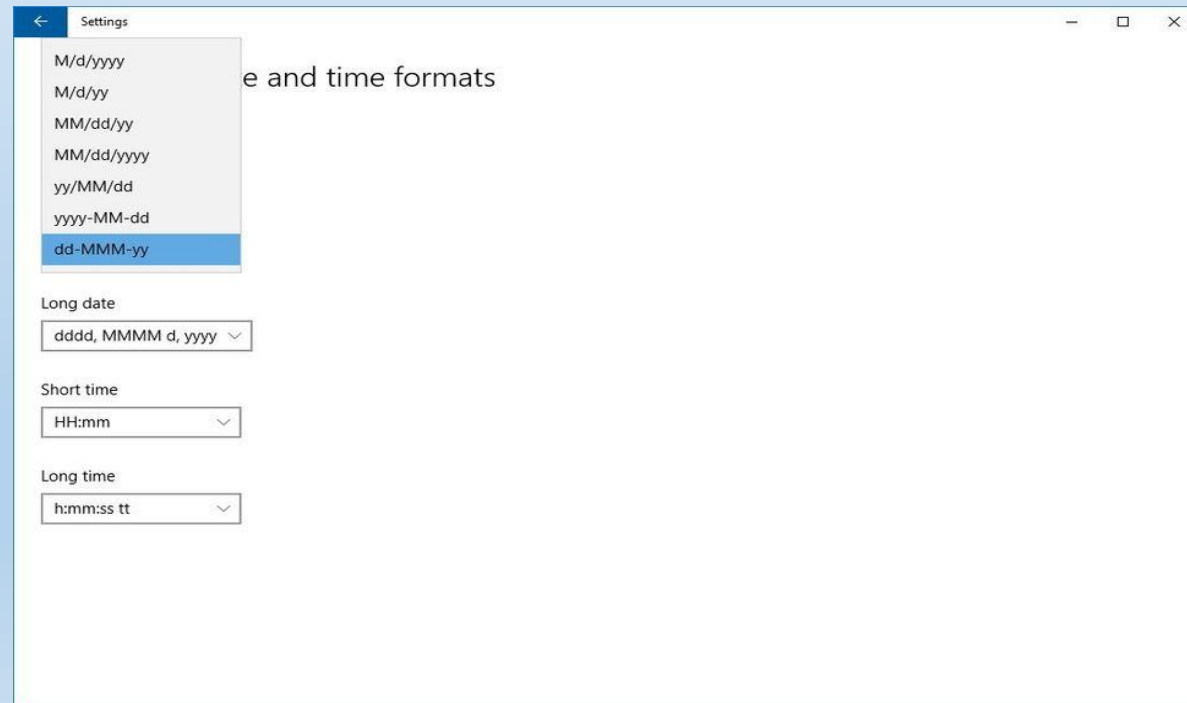 Settings
M/d/yyyy
e and time formats
M/d/yy
MM/dd/yy
MM/dd/yyyy
yy/MM/dd
yyyy-MM-dd
dd-MMM-yy
Long date
dddd, MMMM d, yyyy
Short time
HH:mm
Long time
h:mm:ss tt